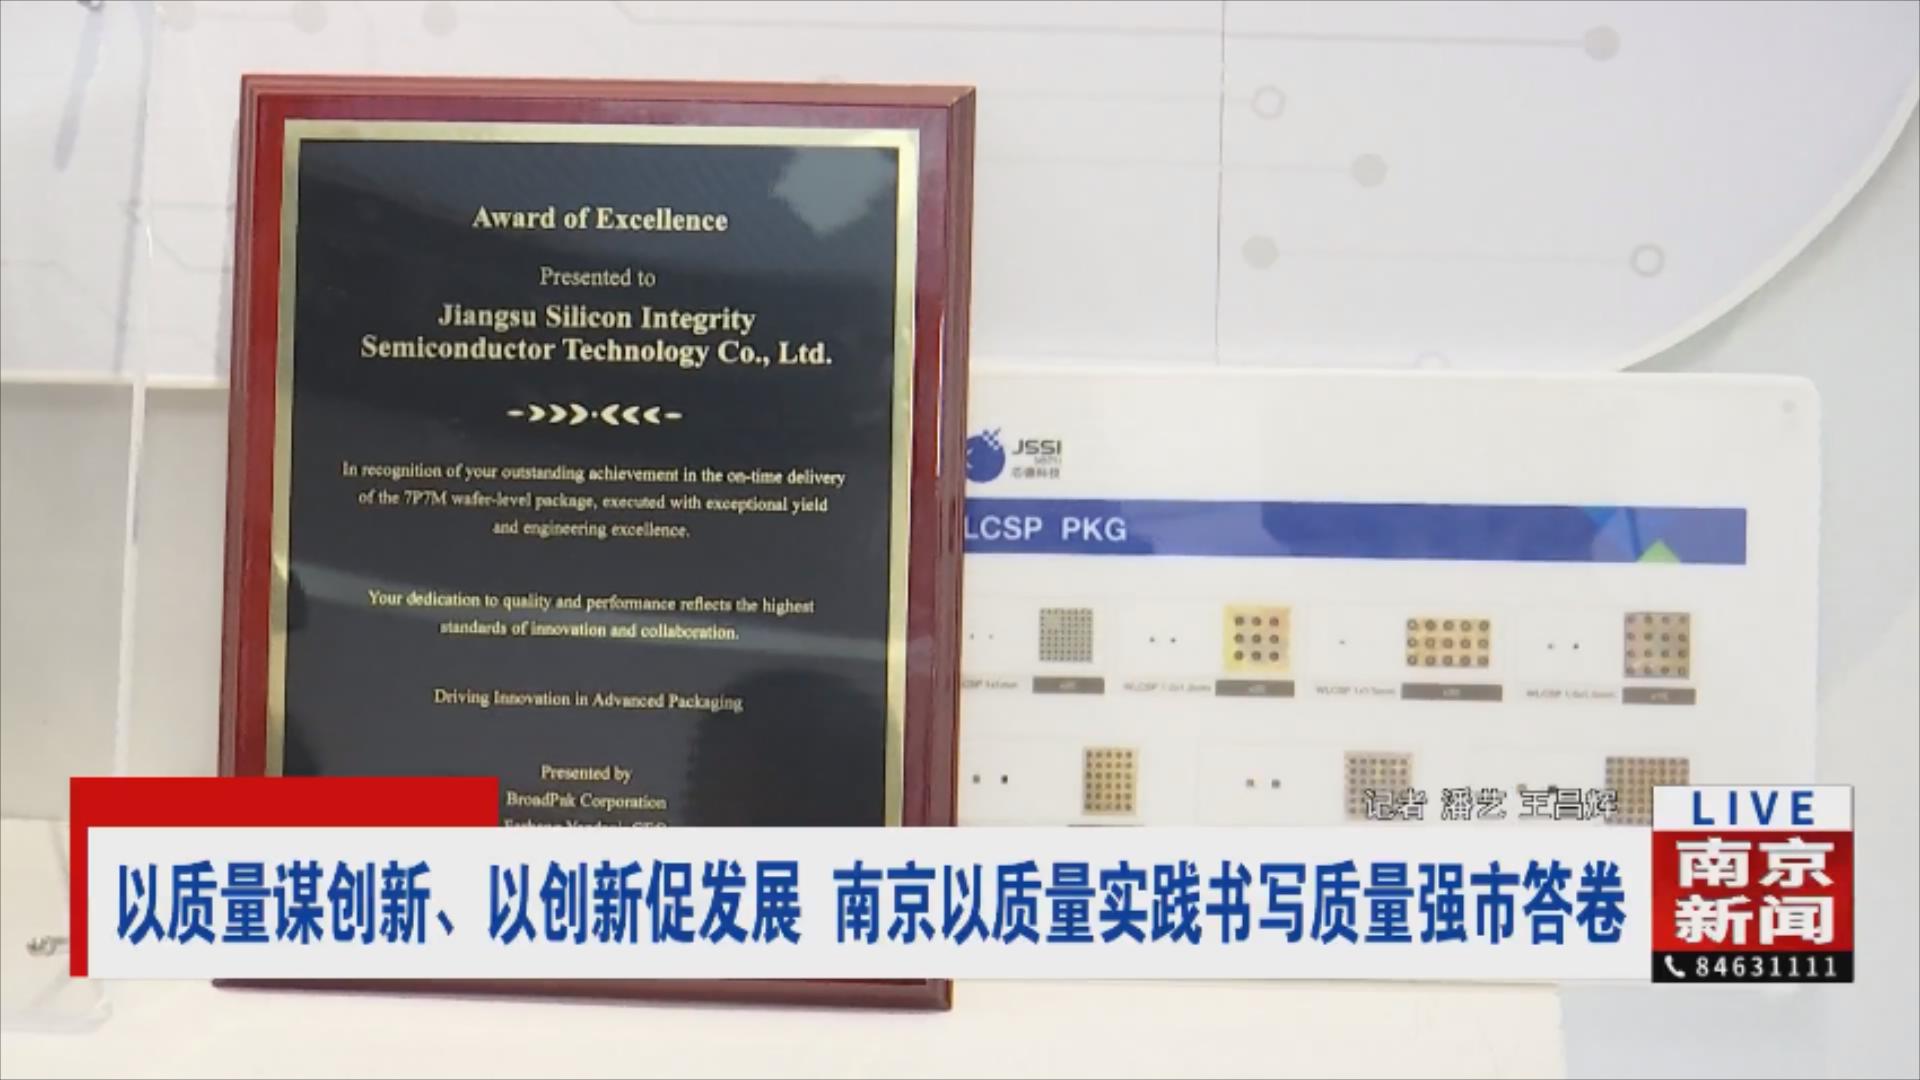 Award of Excellence
Presented to
Jiangsu Silicon Integrity
Semiconductor Technology Co., Ltd.
In recognition of your outstanding achievement in the on-time delivery
of the 7P7M wafer-level package, executed with exceptional yield
and engineering excellence.
Your dedication to quality and performance reflects the highest
standards of innovation and collaboration.
Driving Innovation in Advanced Packaging
Presented by
BroadPak Corporation
JSSI
芯德科技
LCSP PKG
记者 潘艺 王昌辉
以质量谋创新、以创新促发展 南京以质量实践书写质量强市答卷
LIVE
南京
新闻
84631111